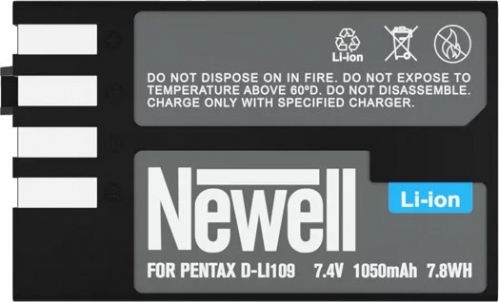 Li-ion
DO NOT DISPOSE ON IN FIRE. DO NOT EXPOSE TO
TEMPERATURE ABOVE 60ºD. DO NOT DISASSEMBLE.
CHARGE ONLY WITH SPECIFIC CHARGER.
Newell
Li-ion
FOR PENTAX D-LI109 7.4V 1050mAh 7.8WH